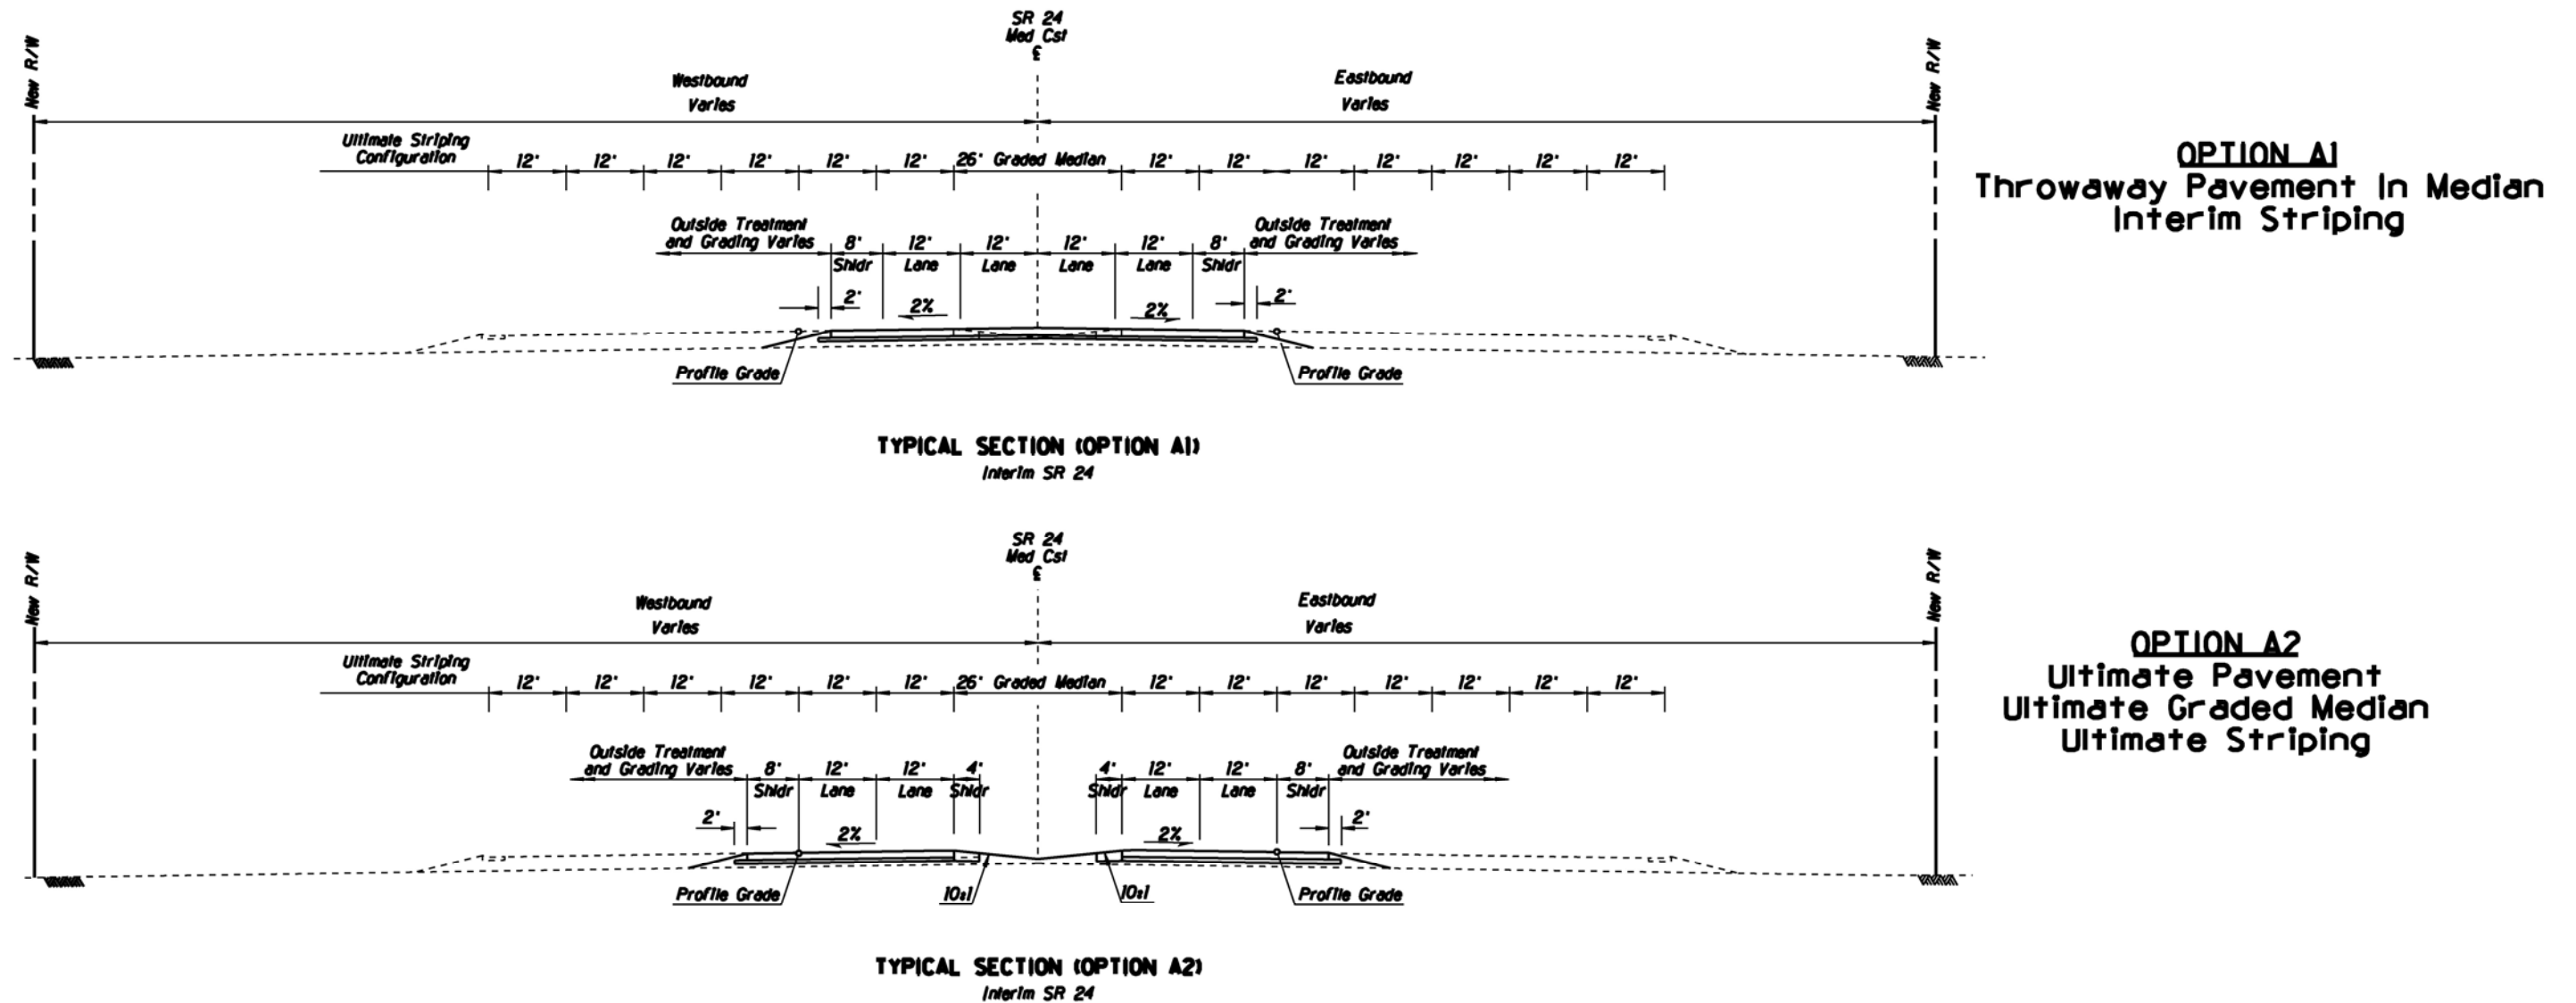 SR 24
Med Cst
℄
New R/W
New R/W
Westbound
Varies
Eastbound
Varies
Ultimate Striping
Configuration
12' 12' 12' 12' 12' 12' 26' Graded Median 12' 12' 12' 12' 12' 12' 12'
Outside Treatment
and Grading Varies
8' 12' 12' 12' 12' 8'
Shldr Lane Lane Lane Lane Shldr
Outside Treatment
and Grading Varies
2' 2% 2% 2'
Profile Grade
Profile Grade
TYPICAL SECTION (OPTION A1)
Interim SR 24
OPTION A1
Throwaway Pavement In Median
Interim Striping
SR 24
Med Cst
℄
New R/W
New R/W
Westbound
Varies
Eastbound
Varies
Ultimate Striping
Configuration
12' 12' 12' 12' 12' 12' 26' Graded Median 12' 12' 12' 12' 12' 12' 12'
Outside Treatment
and Grading Varies
8' 12' 12' 4' 4' 12' 12' 8'
Shldr Lane Lane Shldr Shldr Lane Lane Shldr
Outside Treatment
and Grading Varies
2' 2% 2% 2'
Profile Grade
10:1
10:1
Profile Grade
TYPICAL SECTION (OPTION A2)
Interim SR 24
OPTION A2
Ultimate Pavement
Ultimate Graded Median
Ultimate Striping